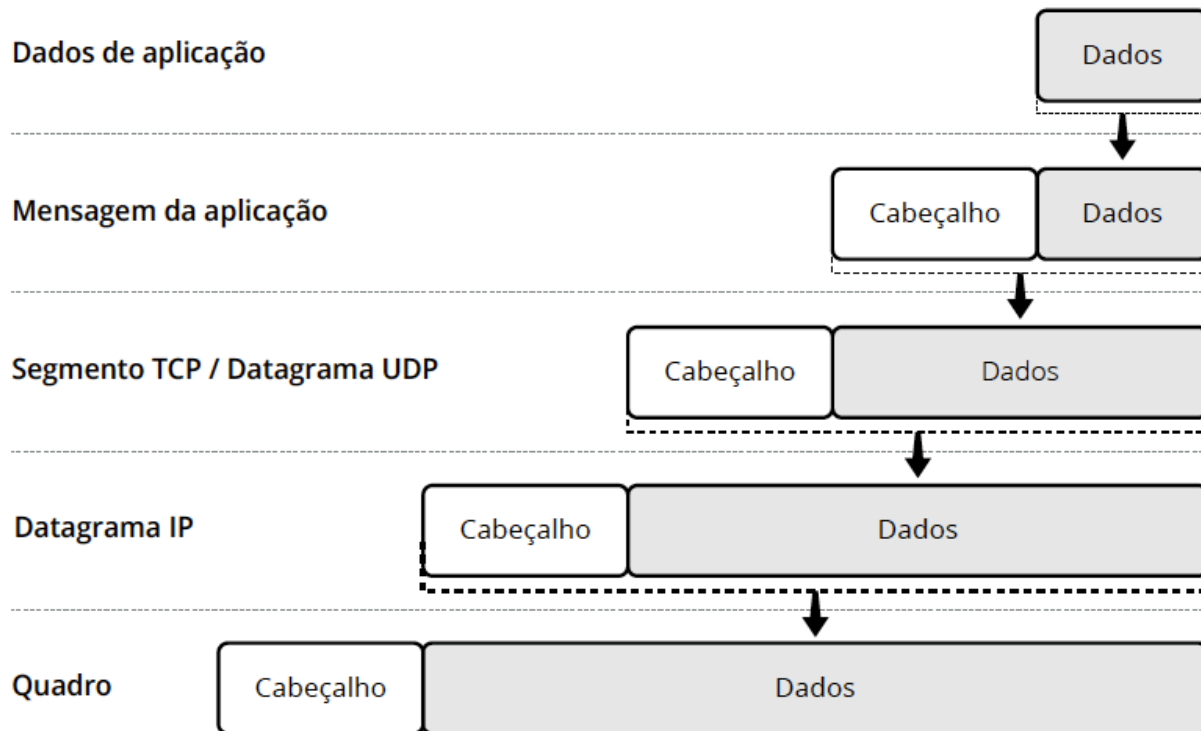 Dados de aplicação
Dados
Mensagem da aplicação
Cabeçalho
Dados
Segmento TCP / Datagrama UDP
Cabeçalho
Dados
Datagrama IP
Cabeçalho
Dados
Quadro
Cabeçalho
Dados